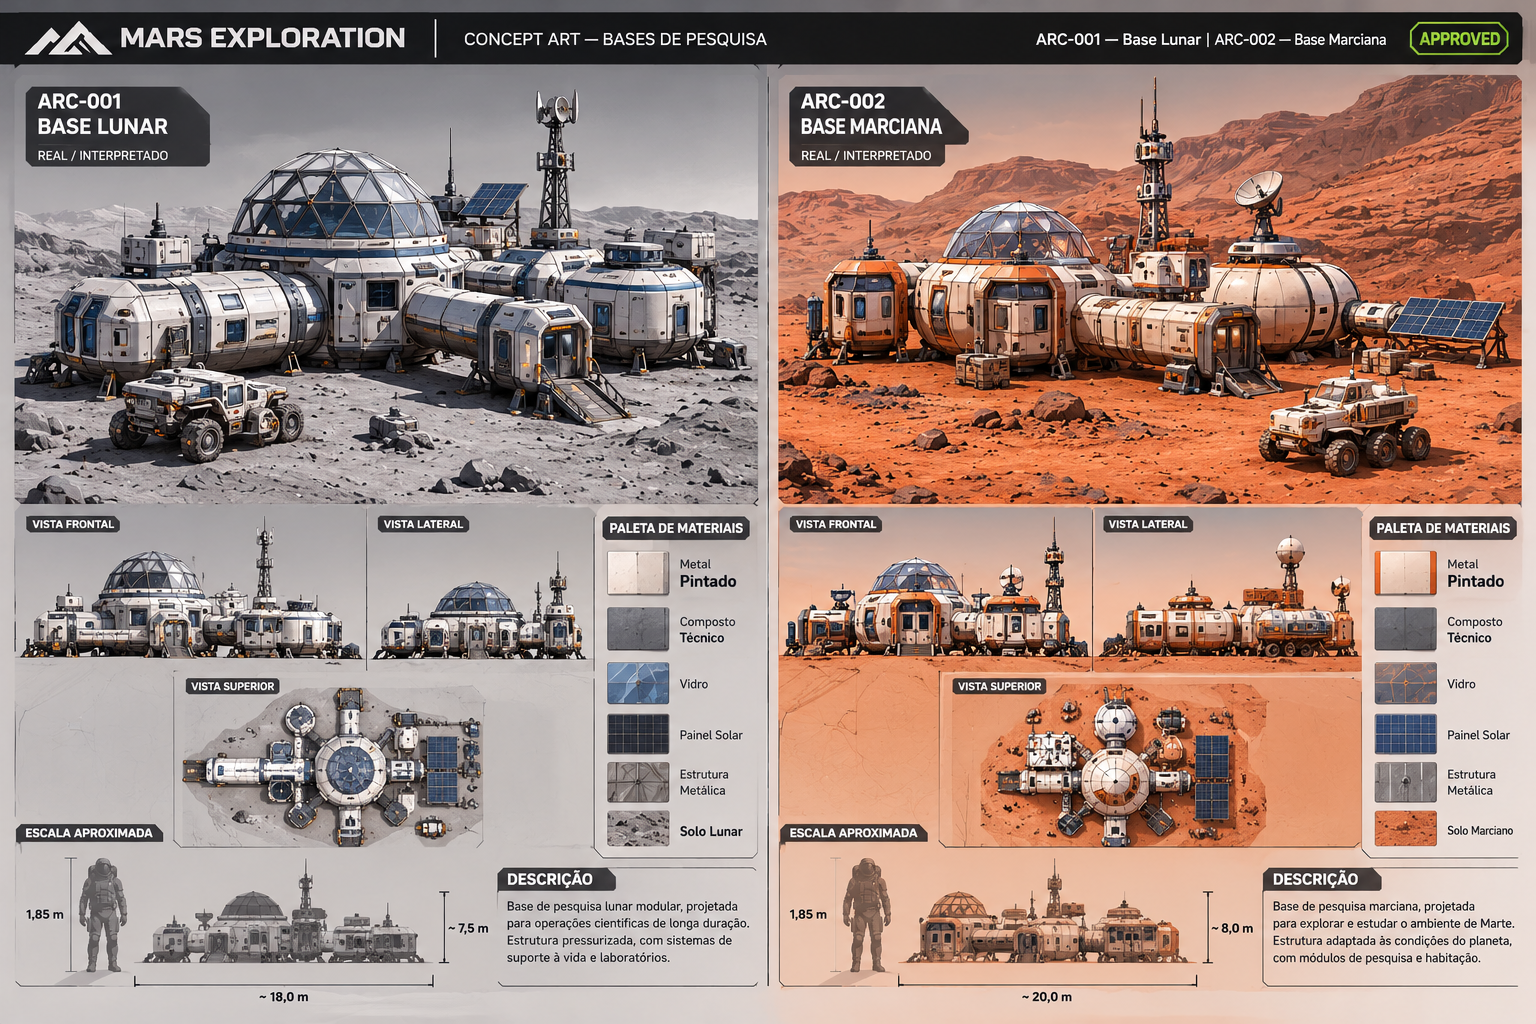 MARS EXPLORATION
CONCEPT ART — BASES DE PESQUISA
ARC-001 — Base Lunar | ARC-002 — Base Marciana
APPROVED
ARC-001
BASE LUNAR
REAL / INTERPRETADO
VISTA FRONTAL
VISTA LATERAL
PALETA DE MATERIAIS
Metal
Pintado
Composto
Técnico
Vidro
Painel Solar
Estrutura
Metálica
Solo Lunar
VISTA SUPERIOR
ESCALA APROXIMADA
1,85 m
~ 7,5 m
~ 18,0 m
DESCRIÇÃO
Base de pesquisa lunar modular, projetada
para operações cientificas de longa duração.
Estrutura pressurizada, com sistemas de
suporte à vida e laboratórios.
ARC-002
BASE MARCIANA
REAL / INTERPRETADO
VISTA FRONTAL
VISTA LATERAL
PALETA DE MATERIAIS
Metal
Pintado
Composto
Técnico
Vidro
Painel Solar
Estrutura
Metálica
Solo Marciano
VISTA SUPERIOR
ESCALA APROXIMADA
1,85 m
~ 8,0 m
~ 20,0 m
DESCRIÇÃO
Base de pesquisa marciana, projetada
para explorar e estudar o ambiente de Marte.
Estrutura adaptada às condições do planeta,
com módulos de pesquisa e habitação.